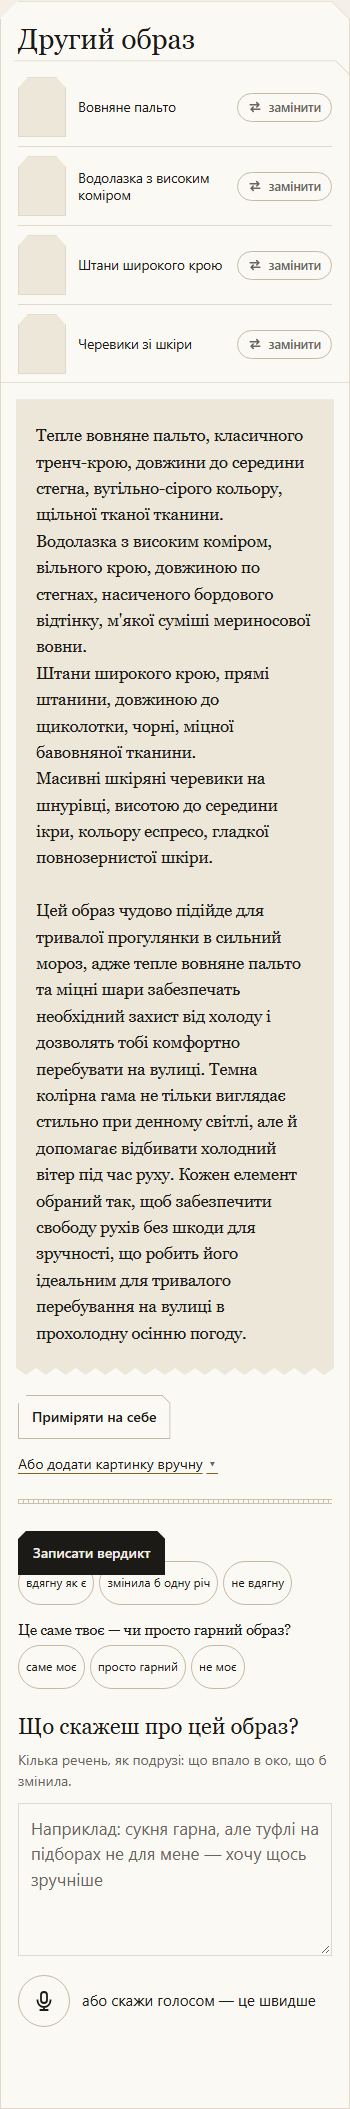 Другий образ
Вовняне пальто
замінити
Водолазка з високим
коміром
замінити
Штани широкого крою
замінити
Черевики зі шкіри
замінити
Тепле вовняне пальто, класичного
тренч-крою, довжини до середини
стегна, вугільно-сірого кольору,
щільної тканої тканини.
Водолазка з високим коміром,
вільного крою, довжиною по
стегнах, насиченого бордового
відтінку, м'якої суміші мериносової
вовни.
Штани широкого крою, прямі
штанини, довжиною до
щиколотки, чорні, міцної
бавовняної тканини.
Масивні шкіряні черевики на
шнурівці, висотою до середини
ікри, кольору еспресо, гладкої
повнозернистої шкіри.
Цей образ чудово підійде для
тривалої прогулянки в сильний
мороз, адже тепле вовняне пальто
та міцні шари забезпечать
необхідний захист від холоду і
дозволять тобі комфортно
перебувати на вулиці. Темна
колірна гама не тільки виглядає
стильно при денному світлі, але й
допомагає відбивати холодний
вітер під час руху. Кожен елемент
обраний так, щоб забезпечити
свободу рухів без шкоди для
зручності, що робить його
ідеальним для тривалого
перебування на вулиці в
прохолодну осінню погоду.
Приміряти на себе
Або додати картинку вручну
Записати вердикт
вдягну як є змінила б одну річ не вдягну
Це саме твоє — чи просто гарний образ?
саме моє просто гарний не моє
Що скажеш про цей образ?
Кілька речень, як подрузі: що впало в око, що б
змінила.
Наприклад: сукня гарна, але туфлі на
підборах не для мене — хочу щось
зручніше
або скажи голосом — це швидше